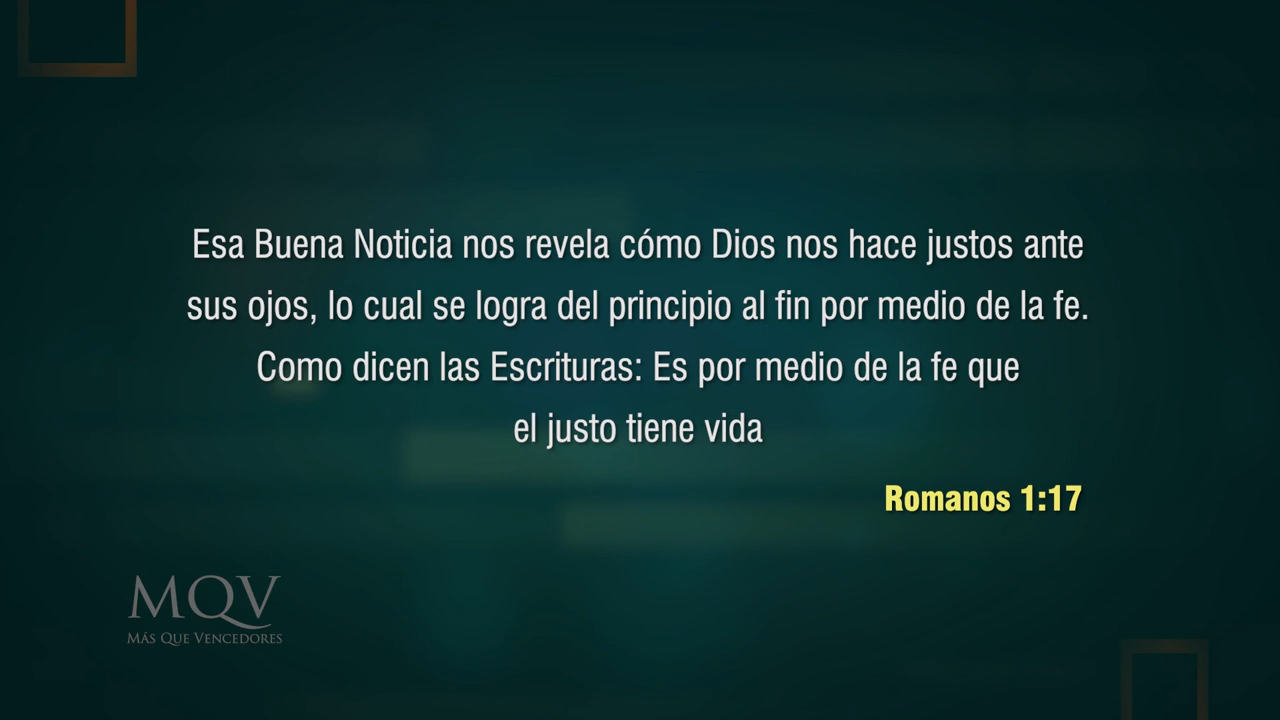 Esa Buena Noticia nos revela cómo Dios nos hace justos ante
sus ojos, lo cual se logra del principio al fin por medio de la fe.
Como dicen las Escrituras: Es por medio de la fe que
el justo tiene vida
Romanos 1:17
MQV
MÁS QUE VENCEDORES